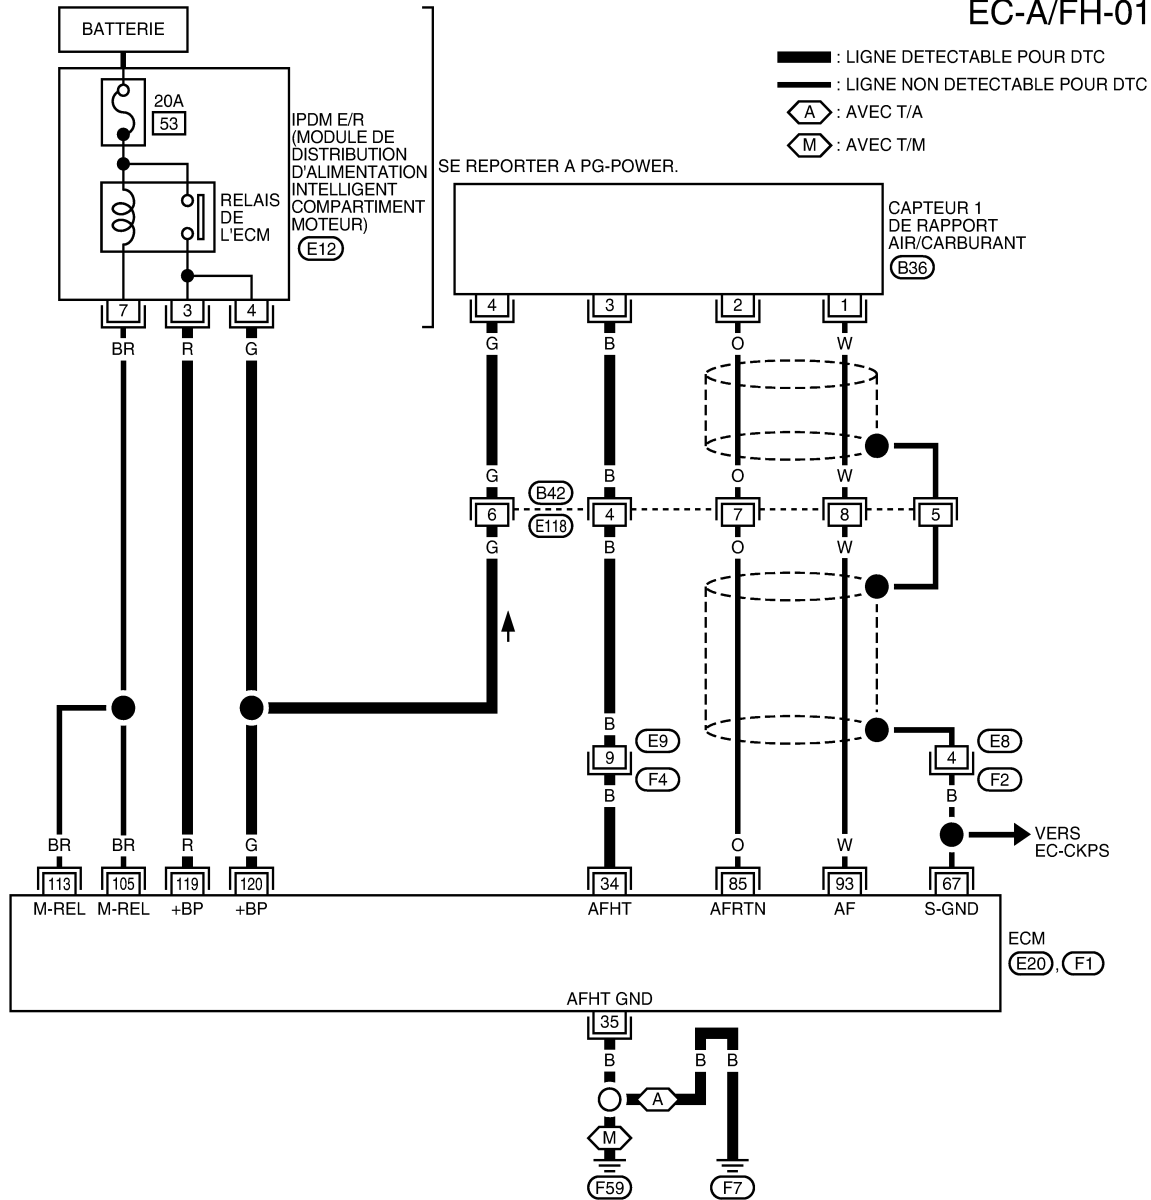 EC-A/FH-01
BATTERIE
: LIGNE DETECTABLE POUR DTC
: LIGNE NON DETECTABLE POUR DTC
A : AVEC T/A
M : AVEC T/M
20A
53
IPDM E/R
(MODULE DE
DISTRIBUTION
D'ALIMENTATION
INTELLIGENT
COMPARTIMENT
MOTEUR)
E12
SE REPORTER A PG-POWER.
RELAIS
DE
L'ECM
CAPTEUR 1
DE RAPPORT
AIR/CARBURANT
B36
7 3 4
4 3 2 1
BR R G
G B O W
G B O W
B42
E118
6 4 7 8 5
G B O W
B
E9
9
F4
B
E8
4
F2
B
VERS
EC-CKPS
BR BR R G O W
113 105 119 120 34 85 93 67
M-REL M-REL +BP +BP AFHT AFRTN AF S-GND
ECM
E20 , F1
AFHT GND
35
B B B
A
M
F59 F7